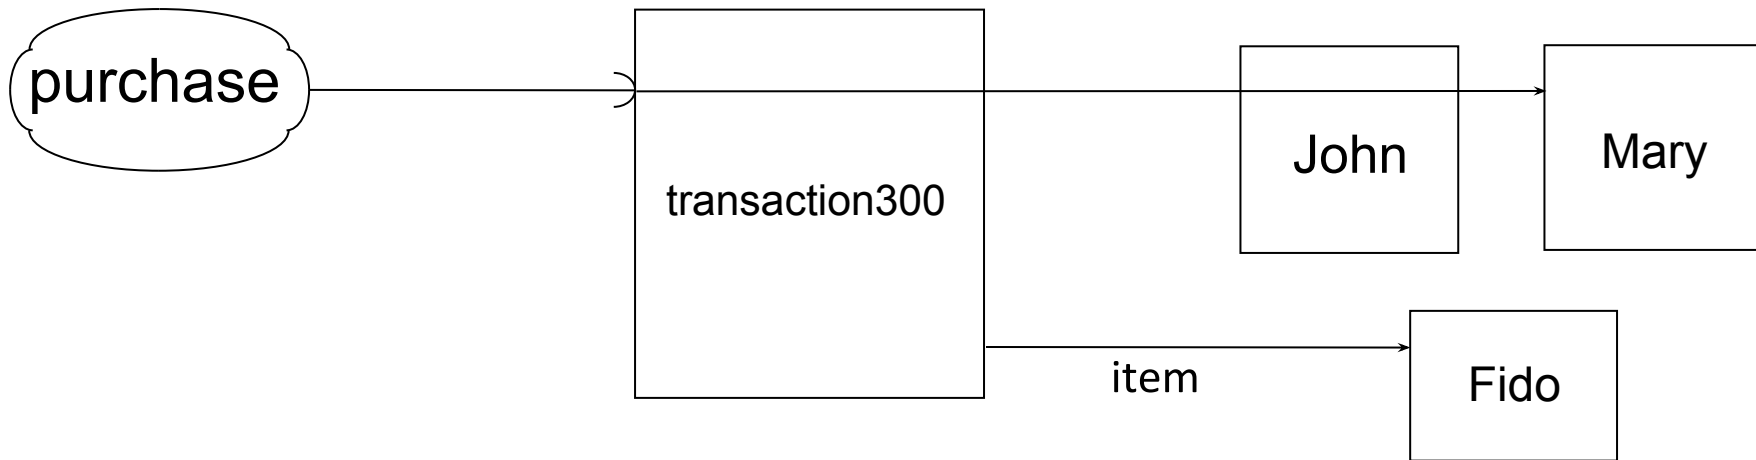 purchase
transaction300
John
Mary
item
Fido